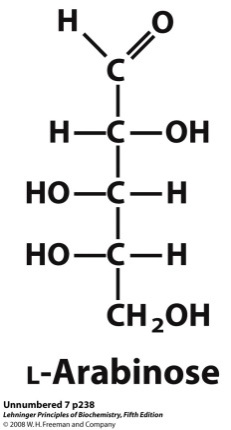 H O
C
H—C—OH
HO—C—H
HO—C—H
CH₂OH
L-Arabinose
Unnumbered 7 p238
Lehninger Principles of Biochemistry, Fifth Edition
© 2008 W. H. Freeman and Company